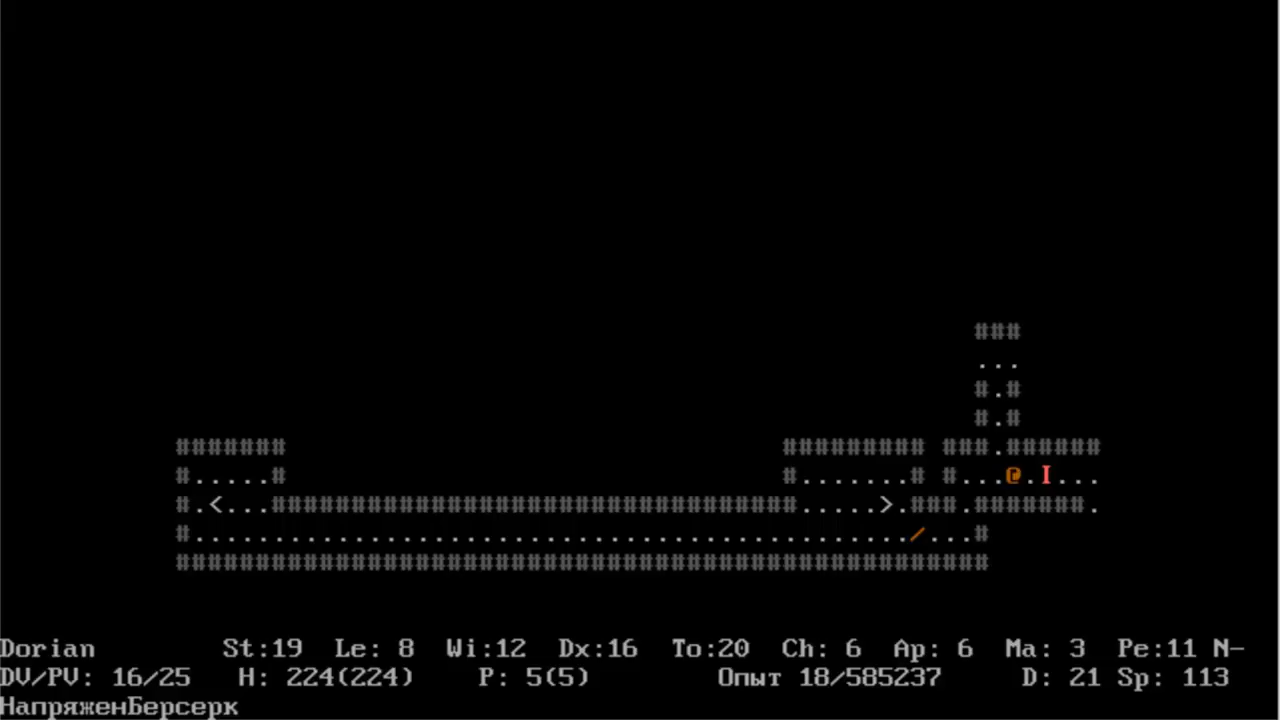 ###
...
#.#
#.#
####### ######### ###.######
#.....# #.......# #...@.I...
#.<...#################################.....>.###.#######.
#............................................./...#
###################################################
Dorian St:19 Le: 8 Wi:12 Dx:16 To:20 Ch: 6 Ap: 6 Ma: 3 Pe:11 N-
DV/PV: 16/25 H: 224(224) P: 5(5) Опыт 18/585237 D: 21 Sp: 113
НапряженБерсерк